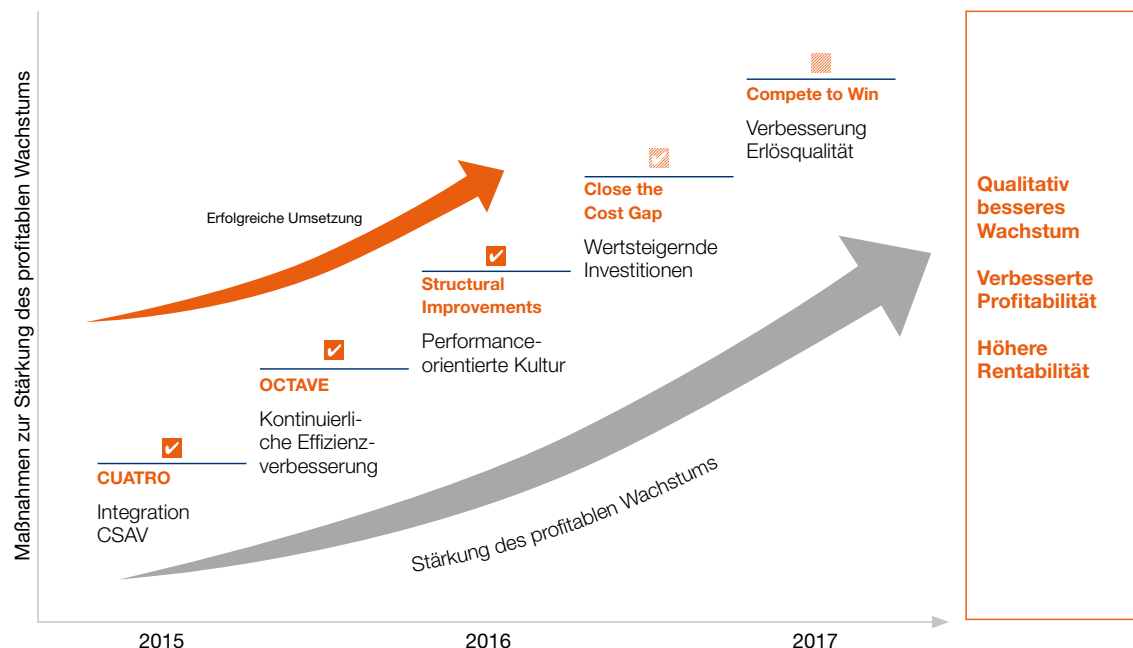 Maßnahmen zur Stärkung des profitablen Wachstums
Erfolgreiche Umsetzung
CUATRO
Integration
CSAV
OCTAVE
Kontinuierli-
che Effizienz-
verbesserung
Structural
Improvements
Performance-
orientierte Kultur
Close the
Cost Gap
Wertsteigernde
Investitionen
Compete to Win
Verbesserung
Erlösqualität
Stärkung des profitablen Wachstums
Qualitativ
besseres
Wachstum
Verbesserte
Profitabilität
Höhere
Rentabilität
2015
2016
2017